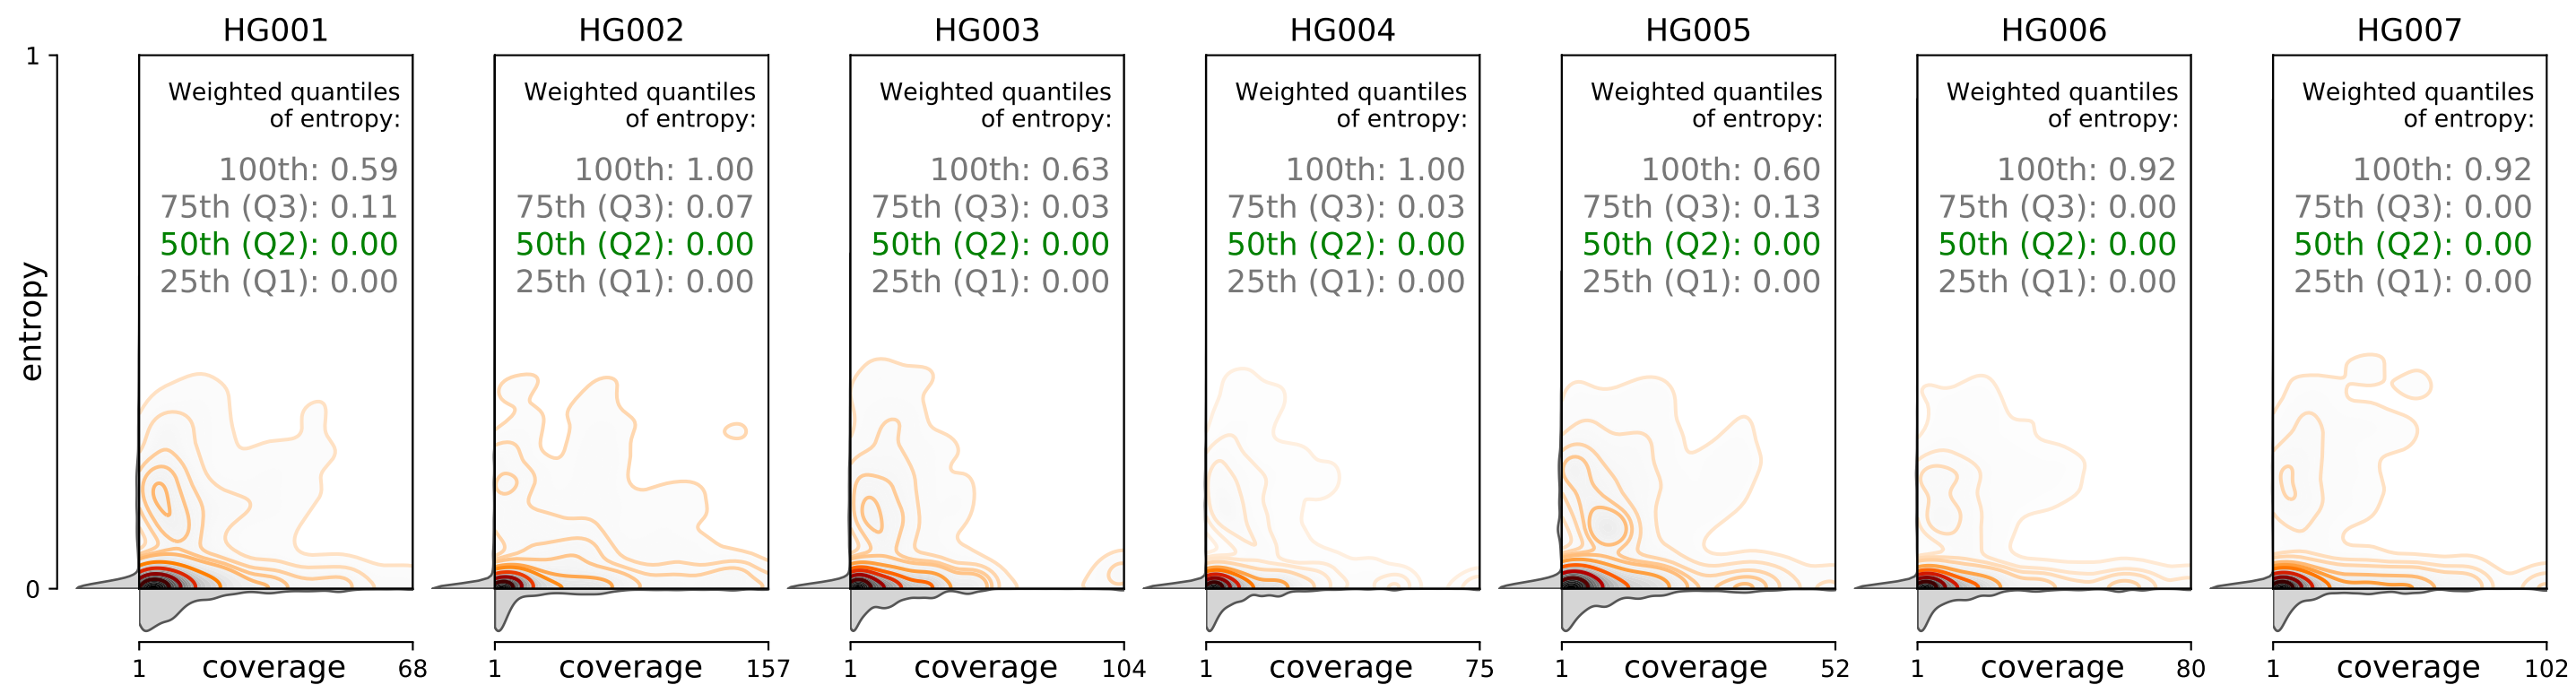 HG001 HG002 HG003 HG004 HG005 HG006 HG007
1
Weighted quantiles
of entropy:
100th: 0.59
75th (Q3): 0.11
50th (Q2): 0.00
25th (Q1): 0.00
Weighted quantiles
of entropy:
100th: 1.00
75th (Q3): 0.07
50th (Q2): 0.00
25th (Q1): 0.00
Weighted quantiles
of entropy:
100th: 0.63
75th (Q3): 0.03
50th (Q2): 0.00
25th (Q1): 0.00
Weighted quantiles
of entropy:
100th: 1.00
75th (Q3): 0.03
50th (Q2): 0.00
25th (Q1): 0.00
Weighted quantiles
of entropy:
100th: 0.60
75th (Q3): 0.13
50th (Q2): 0.00
25th (Q1): 0.00
Weighted quantiles
of entropy:
100th: 0.92
75th (Q3): 0.00
50th (Q2): 0.00
25th (Q1): 0.00
Weighted quantiles
of entropy:
100th: 0.92
75th (Q3): 0.00
50th (Q2): 0.00
25th (Q1): 0.00
entropy
0
1 coverage 68
1 coverage 157
1 coverage 104
1 coverage 75
1 coverage 52
1 coverage 80
1 coverage 102